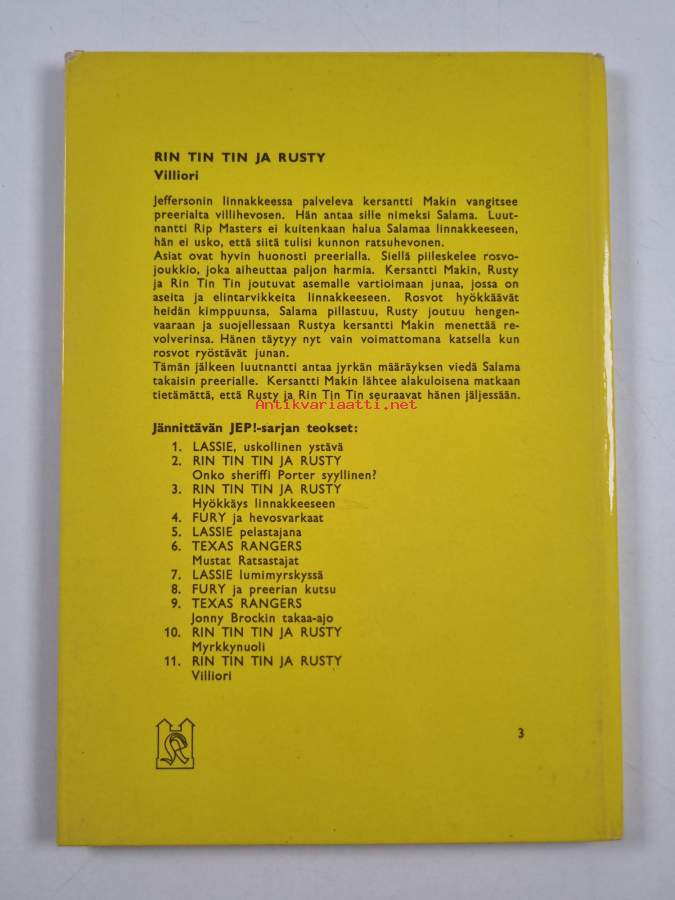 RIN TIN TIN JA RUSTY
Villiori
Jeffersonin linnakkeessa palveleva kersantti Makin vangitsee
preerialta villihevosen. Hän antaa sille nimeksi Salama. Luut-
nantti Rip Masters ei kuitenkaan halua Salamaa linnakkeeseen,
hän ei usko, että siitä tulisi kunnon ratsuhevonen.
Asiat ovat hyvin huonosti preerialla. Siellä piileskelee rosvo-
joukkio, joka aiheuttaa paljon harmia. Kersantti Makin, Rusty
ja Rin Tin Tin joutuvat asemalle vartioimaan junaa, jossa on
aseita ja elintarvikkeita linnakkeeseen. Rosvot hyökkäävät
heidän kimppuunsa, Salama pillastuu, Rusty joutuu hengen-
vaaraan ja suojellessaan Rustya kersantti Makin menettää re-
volverinsa. Hänen täytyy nyt vain voimattomana katsella kun
rosvot ryöstävät junan.
Tämän jälkeen luutnantti antaa jyrkän määräyksen viedä Salama
takaisin preerialle. Kersantti Makin lähtee alakuloisena matkaan
tietämättä, että Rusty ja Rin Tin Tin seuraavat hänen jäljessään.
Antikvariaatti.net
Jännittävän JEP!-sarjan teokset:
1. LASSIE, uskollinen ystävä
2. RIN TIN TIN JA RUSTY
Onko sheriffi Porter syyllinen?
3. RIN TIN TIN JA RUSTY
Hyökkäys linnakkeeseen
4. FURY ja hevosvarkaat
5. LASSIE pelastajana
6. TEXAS RANGERS
Mustat Ratsastajat
7. LASSIE lumimyrskyssä
8. FURY ja preerian kutsu
9. TEXAS RANGERS
Jonny Brockin takaa-ajo
10. RIN TIN TIN JA RUSTY
Myrkkynuoli
11. RIN TIN TIN JA RUSTY
Villiori
3